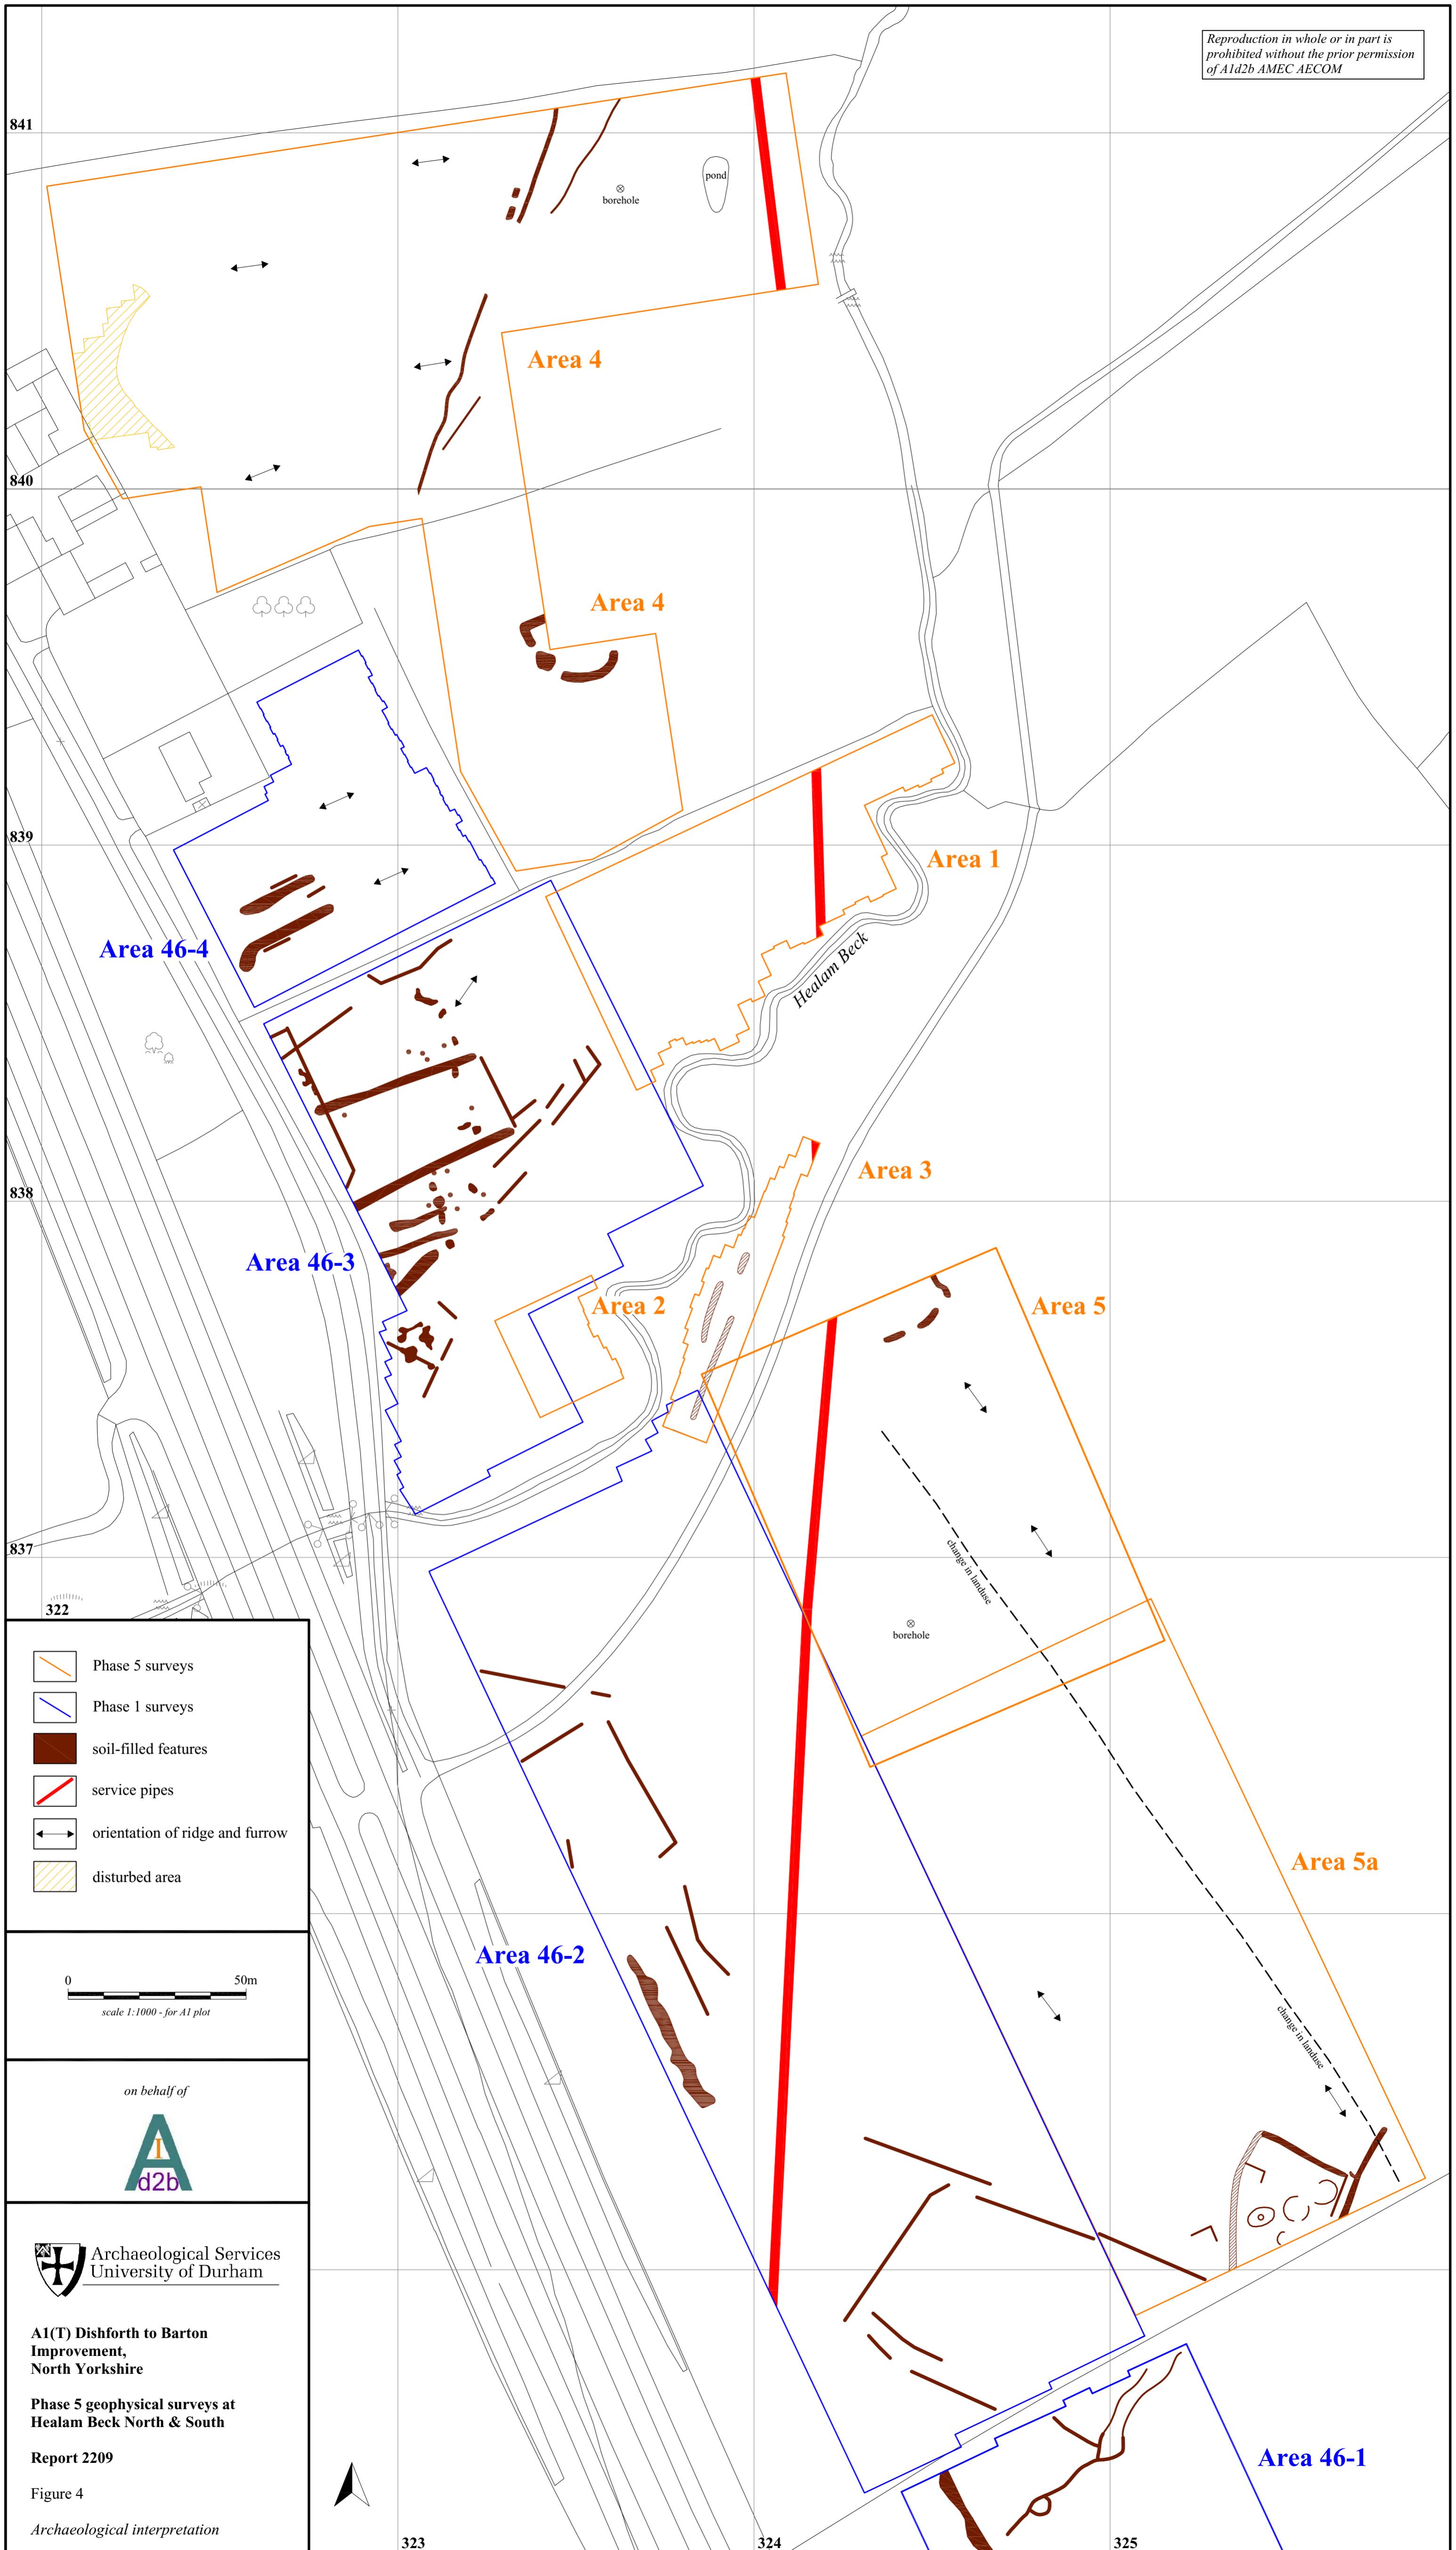 Reproduction in whole or in part is
prohibited without the prior permission
of A1d2b AMEC AECOM
841
pond
borehole
Area 4
840
Area 4
839
Area 1
Area 46-4
Healam Beck
Area 3
838
Area 46-3
Area 2
Area 5
837
change in landuse
322
borehole
Phase 5 surveys
Phase 1 surveys
soil-filled features
service pipes
orientation of ridge and furrow
disturbed area
Area 5a
Area 46-2
0 50m
scale 1:1000 - for A1 plot
change in landuse
on behalf of
A1
d2b
Archaeological Services
University of Durham
A1(T) Dishforth to Barton
Improvement,
North Yorkshire
Phase 5 geophysical surveys at
Healam Beck North & South
Report 2209
Figure 4
Archaeological interpretation
Area 46-1
323
324
325